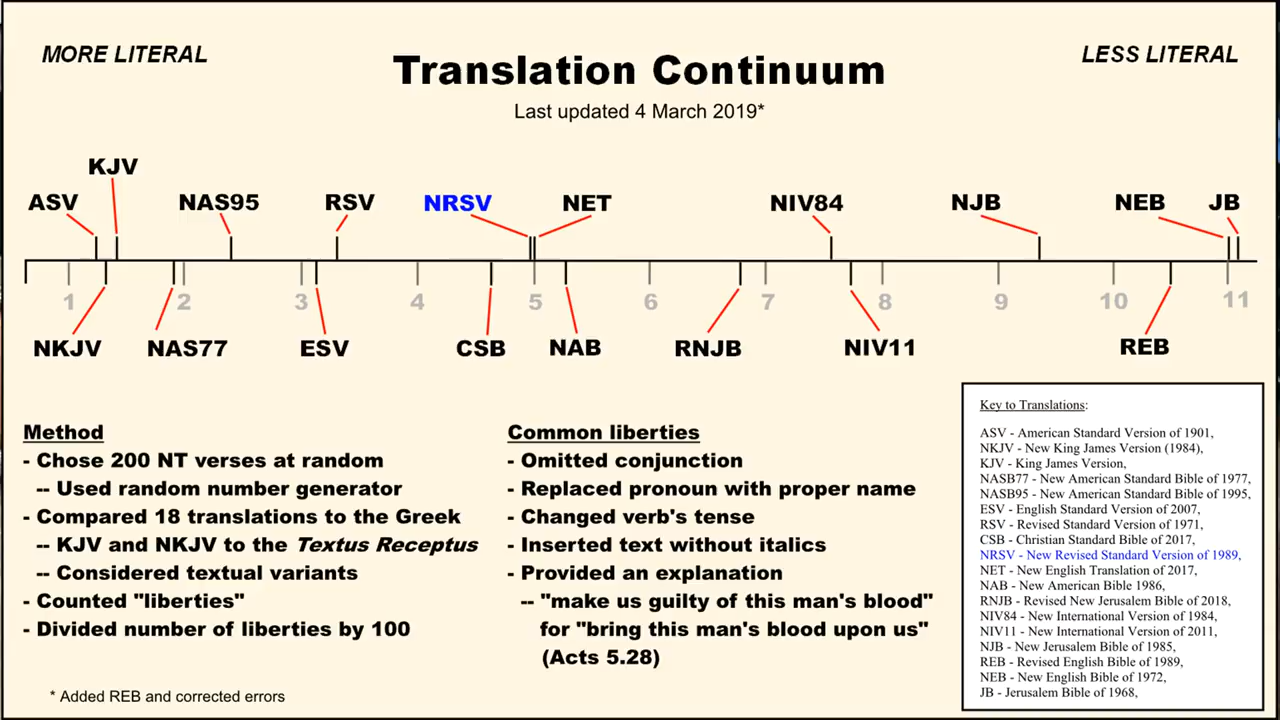 MORE LITERAL
LESS LITERAL
Translation Continuum
Last updated 4 March 2019*
KJV
ASV
NAS95
RSV
NRSV
NET
NIV84
NJB
NEB
JB
1
2
3
4
5
6
7
8
9
10
11
NKJV
NAS77
ESV
CSB
NAB
RNJB
NIV11
REB
Method
- Chose 200 NT verses at random
-- Used random number generator
- Compared 18 translations to the Greek
-- KJV and NKJV to the Textus Receptus
-- Considered textual variants
- Counted "liberties"
- Divided number of liberties by 100
* Added REB and corrected errors
Common liberties
- Omitted conjunction
- Replaced pronoun with proper name
- Changed verb's tense
- Inserted text without italics
- Provided an explanation
-- "make us guilty of this man's blood"
for "bring this man's blood upon us"
(Acts 5.28)
Key to Translations:
ASV - American Standard Version of 1901,
NKJV - New King James Version (1984),
KJV - King James Version,
NASB77 - New American Standard Bible of 1977,
NASB95 - New American Standard Bible of 1995,
ESV - English Standard Version of 2007,
RSV - Revised Standard Version of 1971,
CSB - Christian Standard Bible of 2017,
NRSV - New Revised Standard Version of 1989,
NET - New English Translation of 2017,
NAB - New American Bible 1986,
RNJB - Revised New Jerusalem Bible of 2018,
NIV84 - New International Version of 1984,
NIV11 - New International Version of 2011,
NJB - New Jerusalem Bible of 1985,
REB - Revised English Bible of 1989,
NEB - New English Bible of 1972,
JB - Jerusalem Bible of 1968,